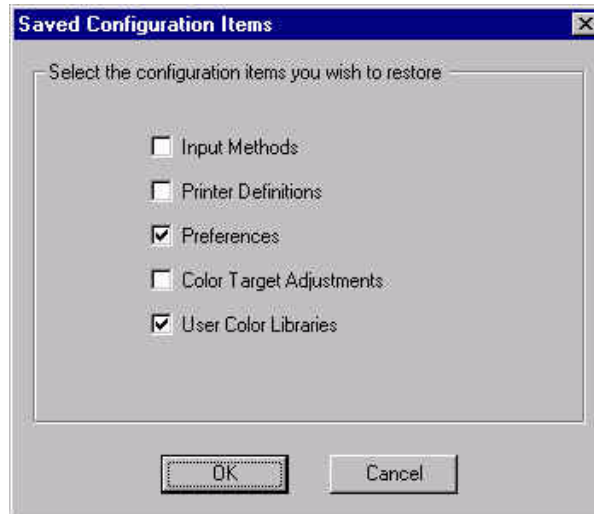 Saved Configuration Items
Select the configuration items you wish to restore
Input Methods
Printer Definitions
Preferences
Color Target Adjustments
User Color Libraries
OK
Cancel